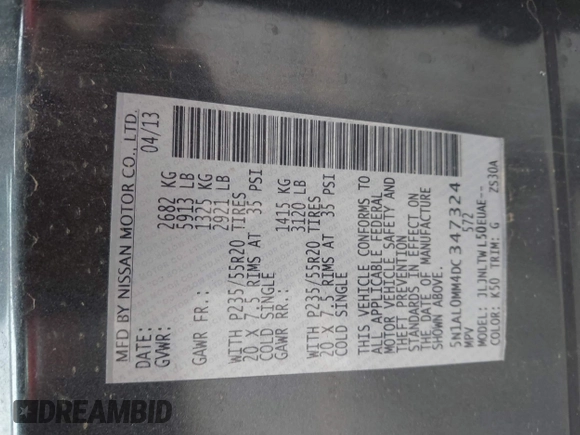 MFD BY NISSAN MOTOR CO., LTD.
DATE: 04/13
GVWR: 2682 KG
5913 LB
GAWR FR.: 1325 KG
2921 LB
WITH P235/55R20 TIRES
20 X 7.5 RIMS AT 35 PSI
COLD SINGLE
GAWR RR.: 1415 KG
3120 LB
WITH P235/55R20 TIRES
20 X 7.5 RIMS AT 35 PSI
COLD SINGLE
THIS VEHICLE CONFORMS TO
ALL APPLICABLE FEDERAL
MOTOR VEHICLE SAFETY AND
THEFT PREVENTION
STANDARDS IN EFFECT ON
THE DATE OF MANUFACTURE
SHOWN ABOVE.
5N1AL0MM4DC347324
MPV 572
MODEL: JLJNLTWL50EUAE--
COLOR: K50 TRIM: G ZS30A
DREAMBID